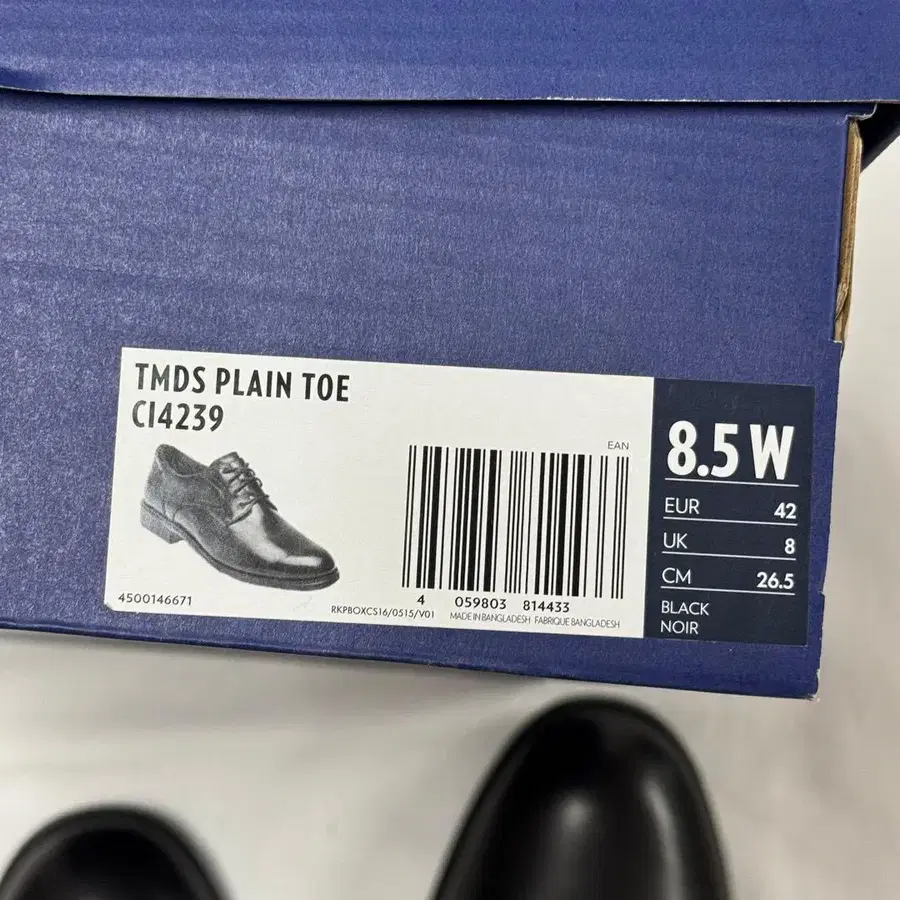 TMDS PLAIN TOE
CI4239
EAN
4 059803 814433
4500146671
RKPBOXCS16/0515/V01
MADE IN BANGLADESH FABRIQUE BANGLADESH
8.5 W
EUR 42
UK 8
CM 26.5
BLACK
NOIR